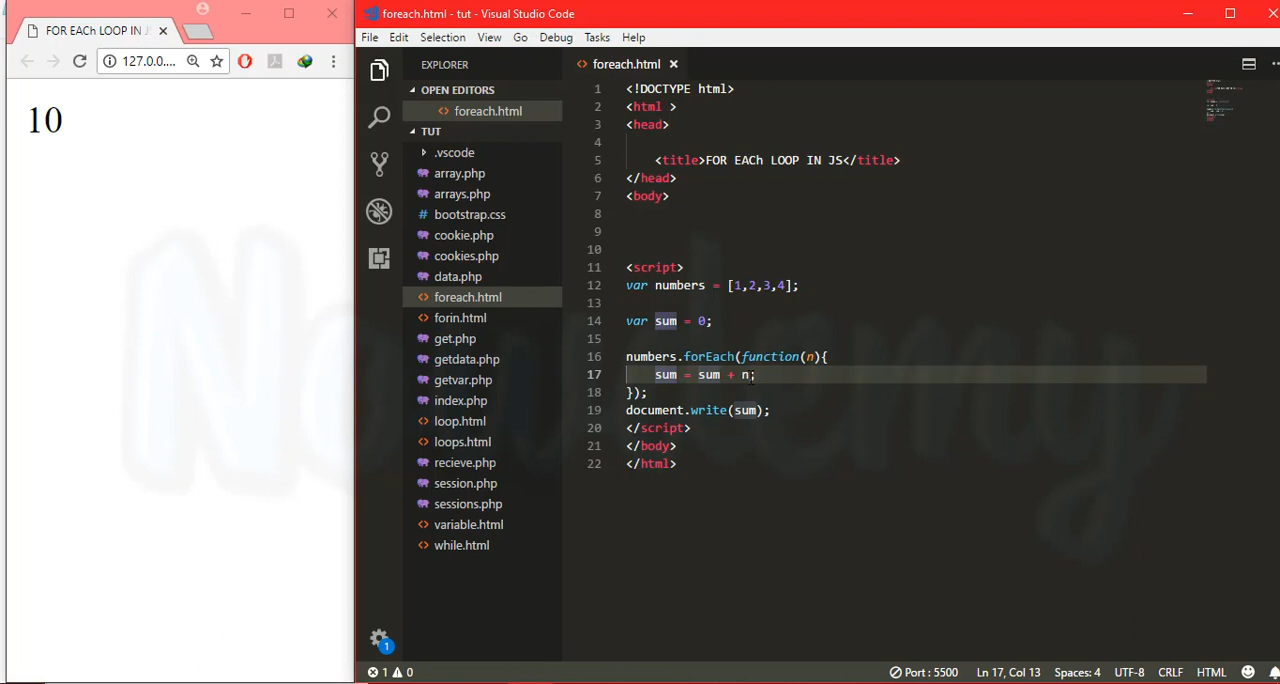 FOR EACh LOOP IN J
127.0.0....
10
foreach.html - tut - Visual Studio Code
File Edit Selection View Go Debug Tasks Help
EXPLORER
OPEN EDITORS
foreach.html
TUT
.vscode
array.php
arrays.php
bootstrap.css
cookie.php
cookies.php
data.php
foreach.html
forin.html
get.php
getdata.php
getvar.php
index.php
loop.html
loops.html
recieve.php
session.php
sessions.php
variable.html
while.html
1
foreach.html
1 <!DOCTYPE html>
2 <html >
3 <head>
4
5 <title>FOR EACh LOOP IN JS</title>
6 </head>
7 <body>
8
9
10
11 <script>
12 var numbers = [1,2,3,4];
13
14 var sum = 0;
15
16 numbers.forEach(function(n){
17 sum = sum + n;
18 });
19 document.write(sum);
20 </script>
21 </body>
22 </html>
1 0 Port : 5500 Ln 17, Col 13 Spaces: 4 UTF-8 CRLF HTML